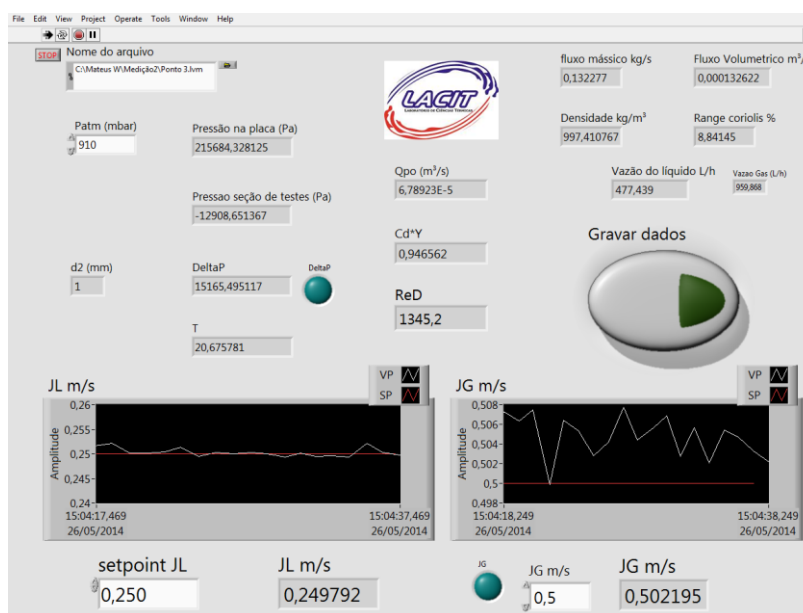 File Edit View Project Operate Tools Window Help
STOP
Nome do arquivo
C:\Mateus W\Medição2\Ponto 3.lvm
Patm (mbar)
910
Pressão na placa (Pa)
215684,328125
Pressao seção de testes (Pa)
-12908,651367
d2 (mm)
1
DeltaP
15165,495117
DeltaP
T
20,675781
LACIT
Qpo (m³/s)
6,78923E-5
Cd*Y
0,946562
ReD
1345,2
fluxo mássico kg/s
0,132277
Fluxo Volumetrico m³/
0,000132622
Densidade kg/m³
997,410767
Range coriolis %
8,84145
Vazão do líquido L/h
477,439
Vazao Gas (L/h)
959,868
Gravar dados
JL m/s
VP
SP
0,26
0,255
0,25
0,245
0,24
Amplitude
15:04:17,469
26/05/2014
15:04:37,469
26/05/2014
JG m/s
VP
SP
0,508
0,506
0,504
0,502
0,5
0,498
Amplitude
15:04:18,249
26/05/2014
15:04:38,249
26/05/2014
setpoint JL
0,250
JL m/s
0,249792
JG
JG m/s
0,5
JG m/s
0,502195